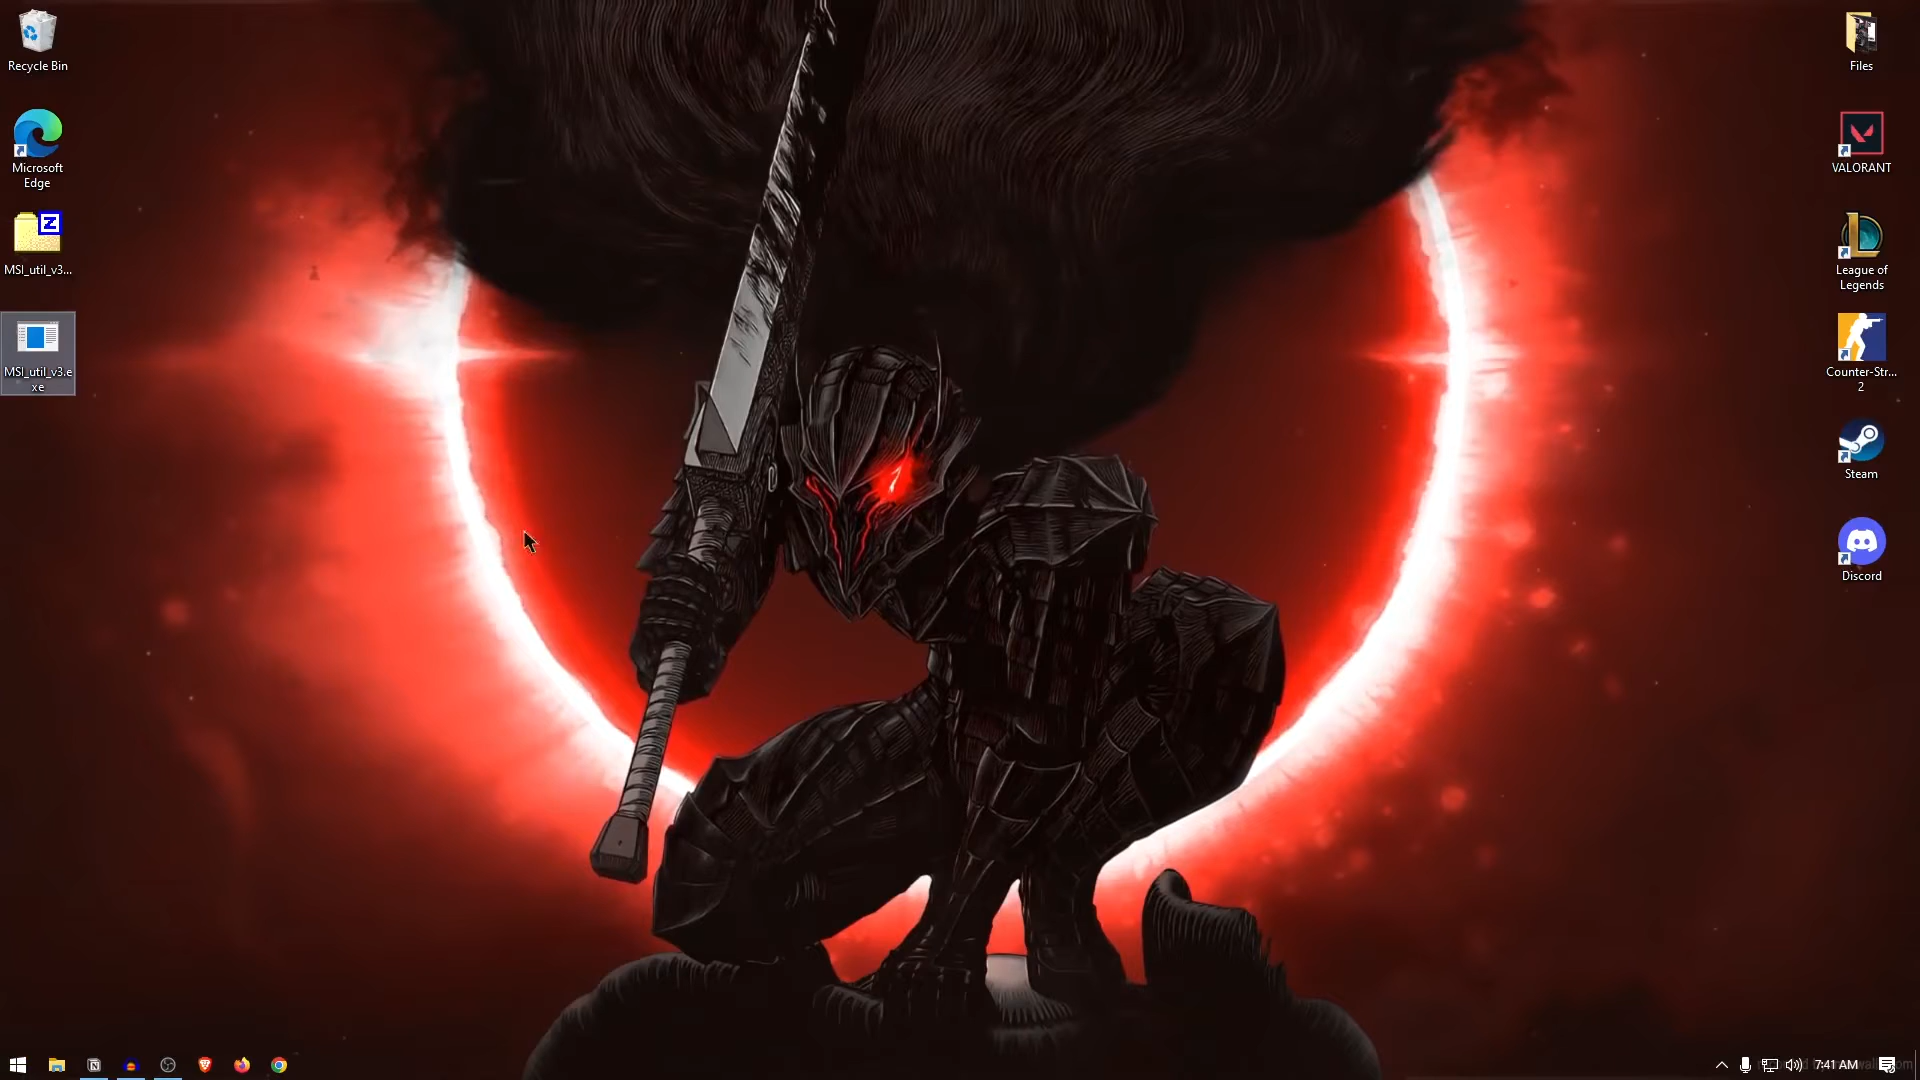 Recycle Bin
Microsoft
Edge
Z
MSI_util_v3...
MSI_util_v3.e
xe
Files
VALORANT
League of
Legends
Counter-Str...
2
Steam
Discord
7:41 AM